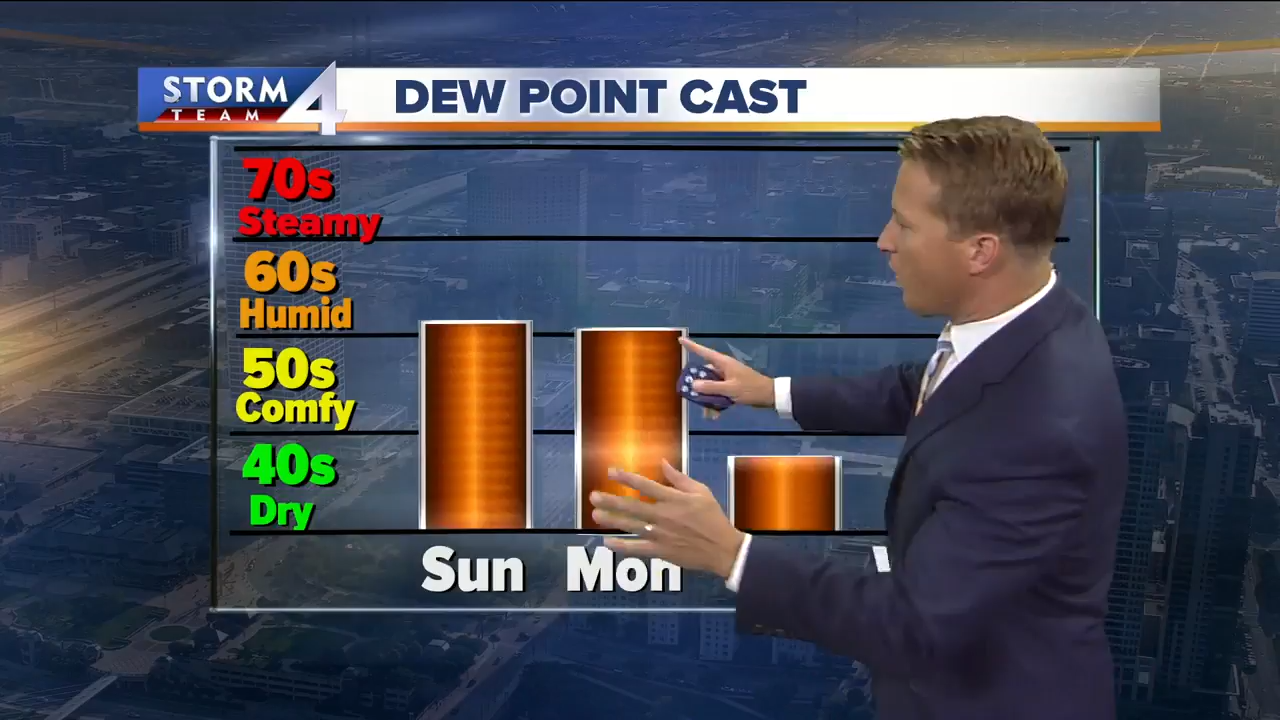 STORM
TEAM
4
DEW POINT CAST
70s
Steamy
60s
Humid
50s
Comfy
40s
Dry
Sun
Mon